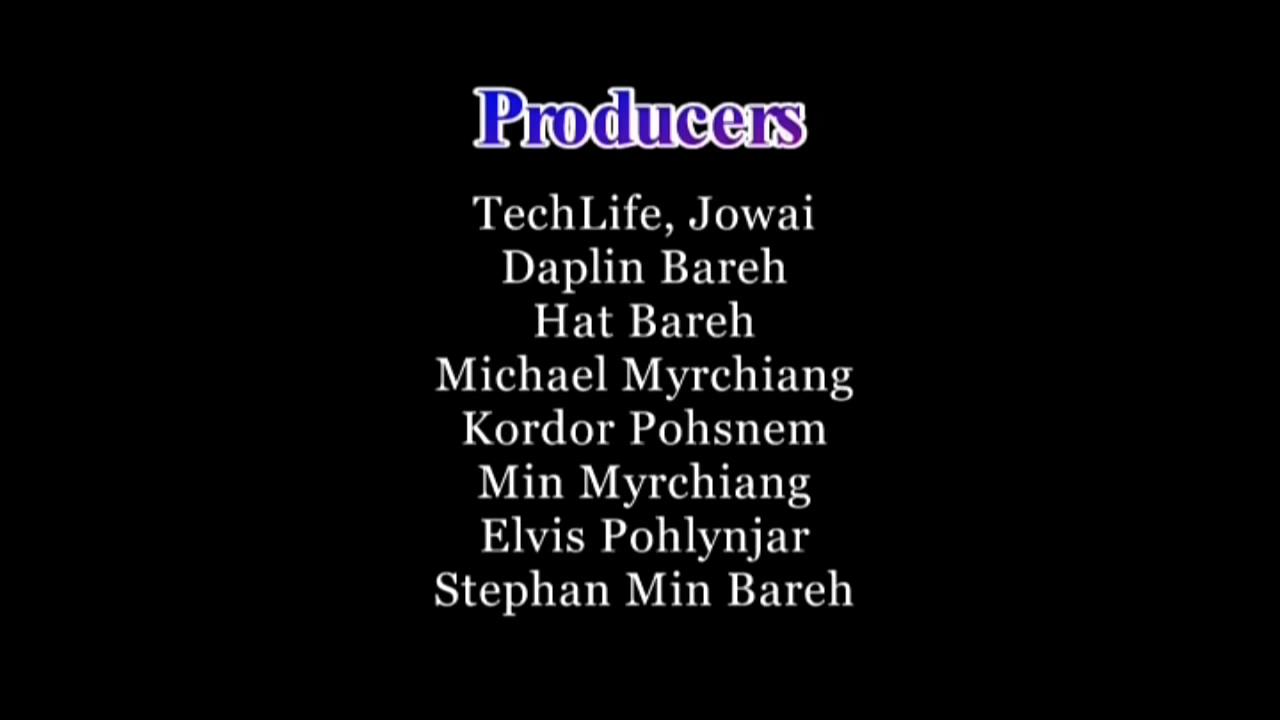 Producers
TechLife, Jowai
Daplin Bareh
Hat Bareh
Michael Myrchiang
Kordor Pohsnem
Min Myrchiang
Elvis Pohlynjar
Stephan Min Bareh